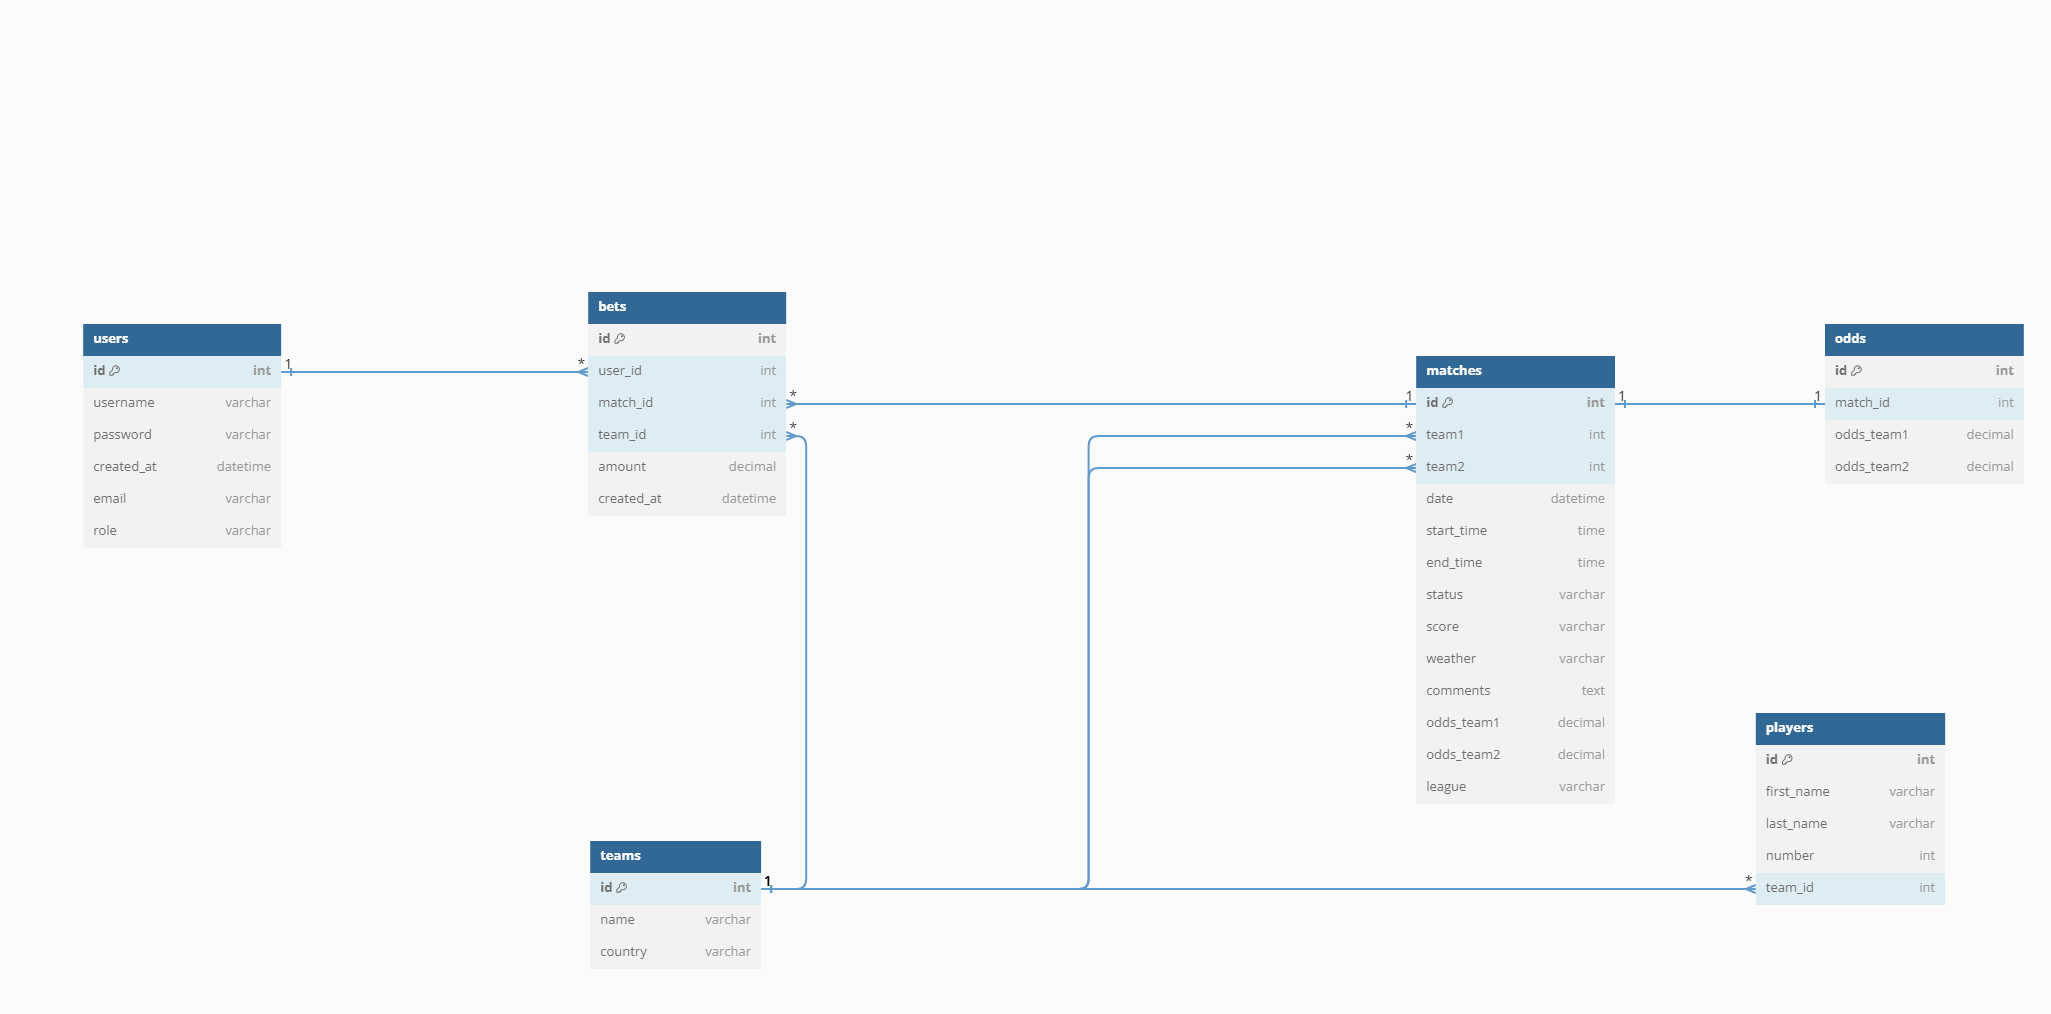 users
id int
username varchar
password varchar
created_at datetime
email varchar
role varchar
1
*
bets
id int
user_id int
match_id int
team_id int
amount decimal
created_at datetime
*
*
1
*
*
matches
id int
team1 int
team2 int
date datetime
start_time time
end_time time
status varchar
score varchar
weather varchar
comments text
odds_team1 decimal
odds_team2 decimal
league varchar
1
1
odds
id int
match_id int
odds_team1 decimal
odds_team2 decimal
teams
id int
name varchar
country varchar
1
*
players
id int
first_name varchar
last_name varchar
number int
team_id int